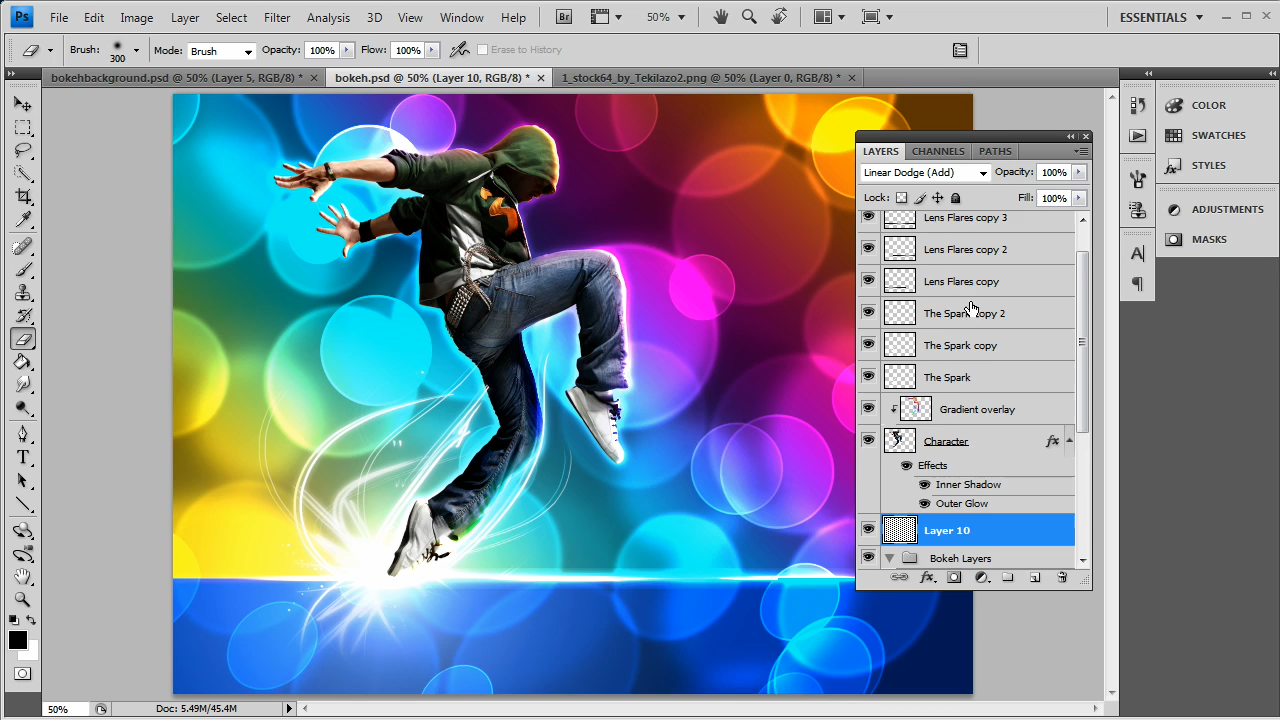 Ps File Edit Image Layer Select Filter Analysis 3D View Window Help Br 50% ESSENTIALS
Brush: 300 Mode: Brush Opacity: 100% Flow: 100% Erase to History
bokehbackground.psd @ 50% (Layer 5, RGB/8) * bokeh.psd @ 50% (Layer 10, RGB/8) * 1_stock64_by_Tekilazo2.png @ 50% (Layer 0, RGB/8) *
COLOR
SWATCHES
STYLES
ADJUSTMENTS
MASKS
LAYERS CHANNELS PATHS
Linear Dodge (Add) Opacity: 100%
Lock: Fill: 100%
Lens Flares copy 3
Lens Flares copy 2
Lens Flares copy
The Spark copy 2
The Spark copy
The Spark
Gradient overlay
Character fx
Effects
Inner Shadow
Outer Glow
Layer 10
Bokeh Layers
50% Doc: 5.49M/45.4M